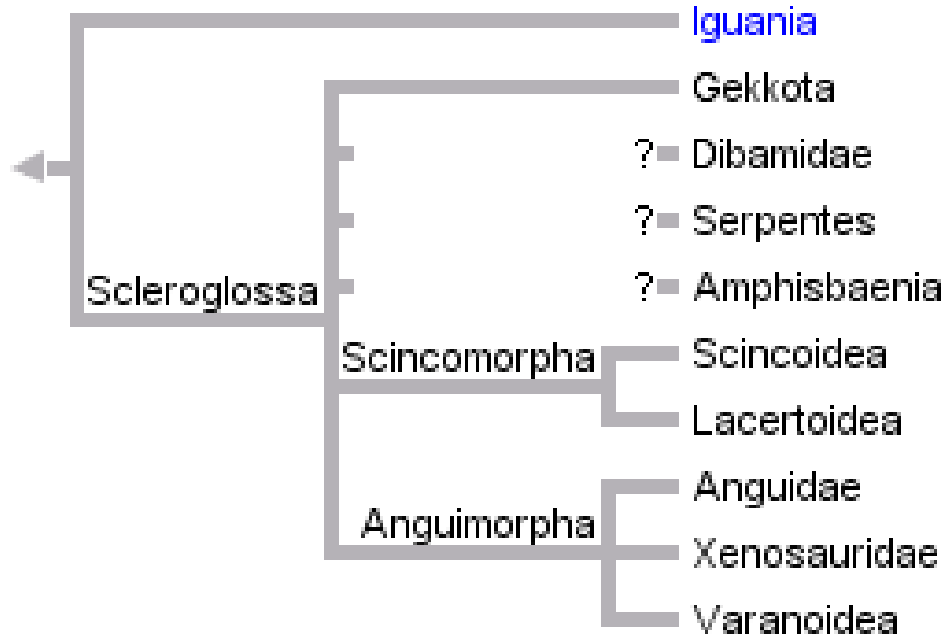 Iguania
Gekkota
? Dibamidae
? Serpentes
Scleroglossa
? Amphisbaenia
Scincomorpha
Scincoidea
Lacertoidea
Anguidae
Anguimorpha
Xenosauridae
Varanoidea